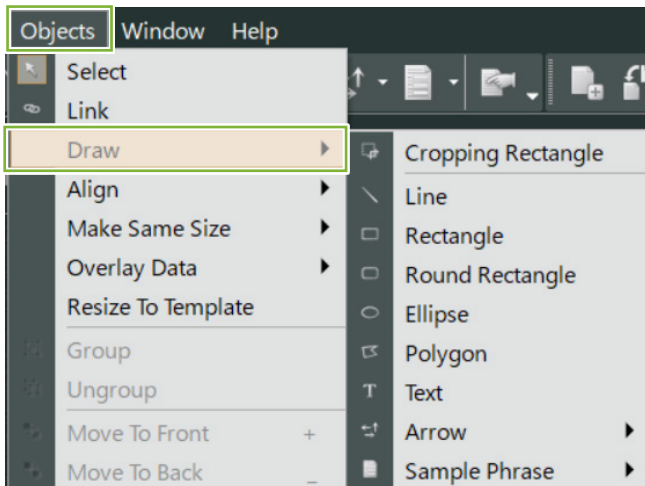 Objects Window Help
Select
Link
Draw
Align
Make Same Size
Overlay Data
Resize To Template
Group
Ungroup
Move To Front +
Move To Back _
Cropping Rectangle
Line
Rectangle
Round Rectangle
Ellipse
Polygon
T Text
Arrow
Sample Phrase